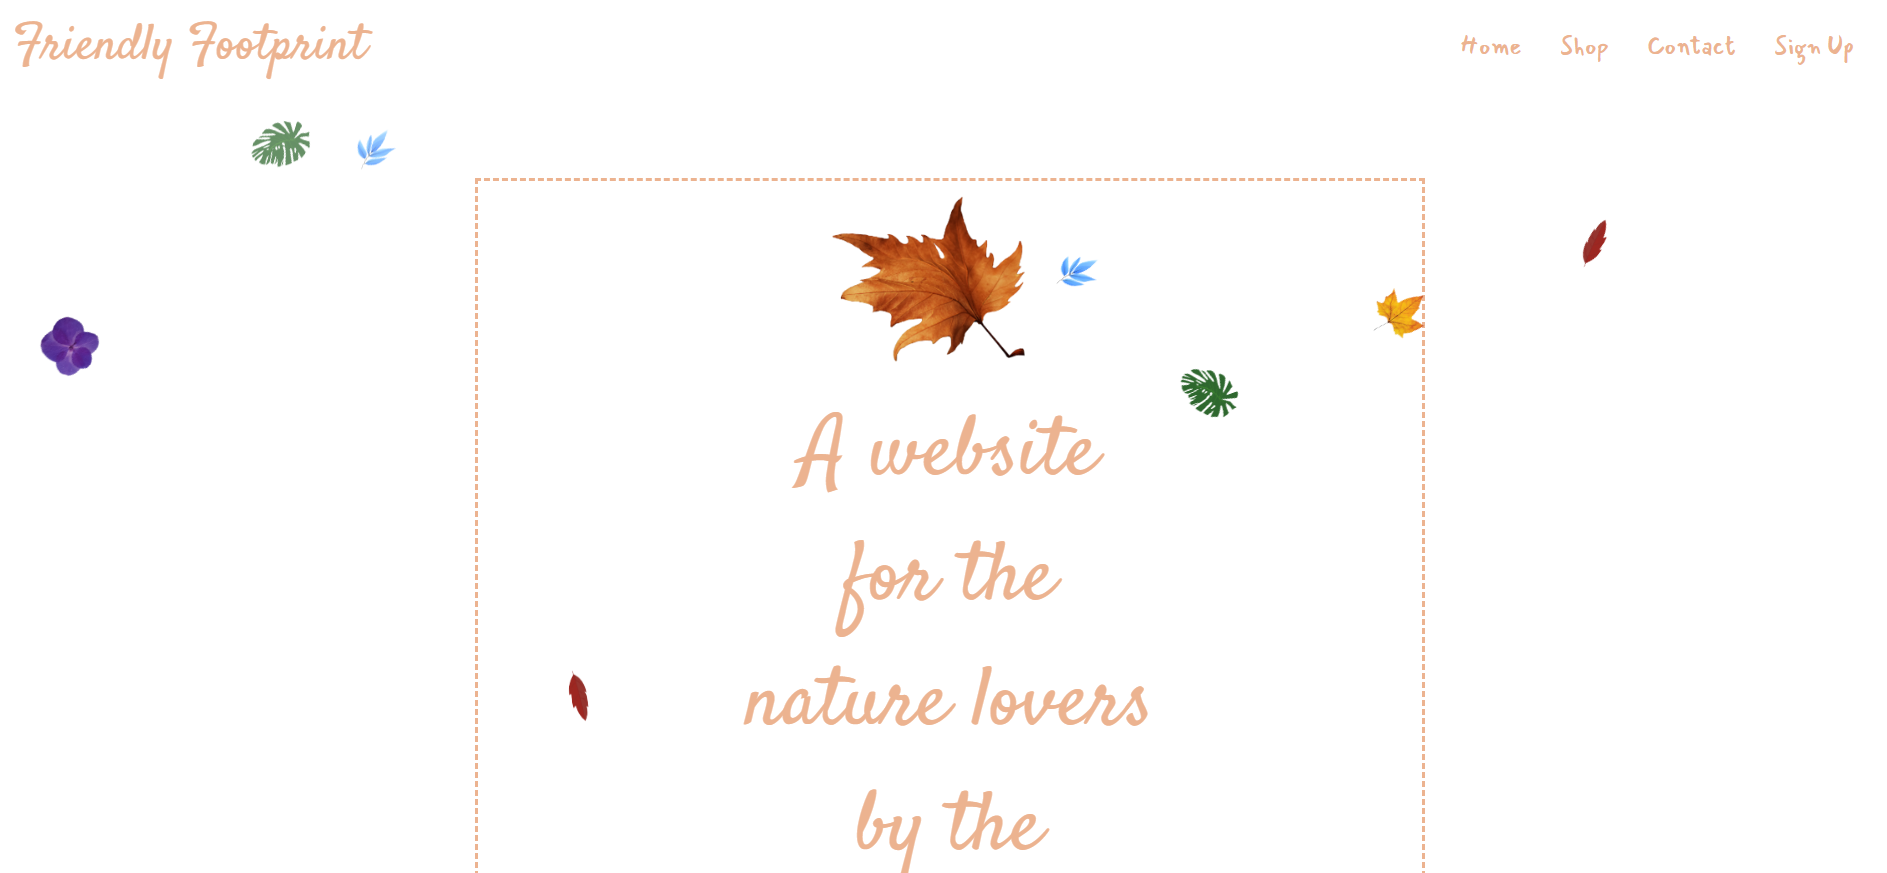 Friendly Footprint
Home Shop Contact Sign Up
A website
for the
nature lovers
by the